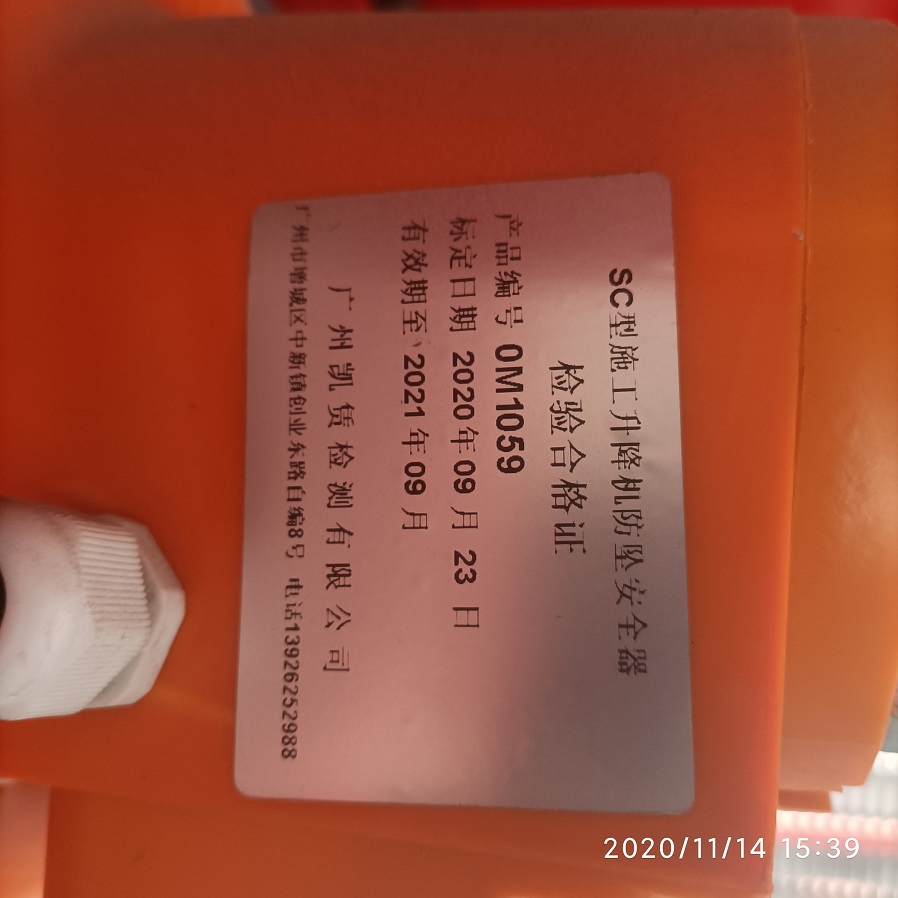 SC型施工升降机防坠安全器
检验合格证
产品编号 0M1059
标定日期 2020年09月23日
有效期至、2021年09月
广州凯赁检测有限公司
广州市增城区中新镇创业东路自编8号 电话13926252988
2020/11/14 15:39